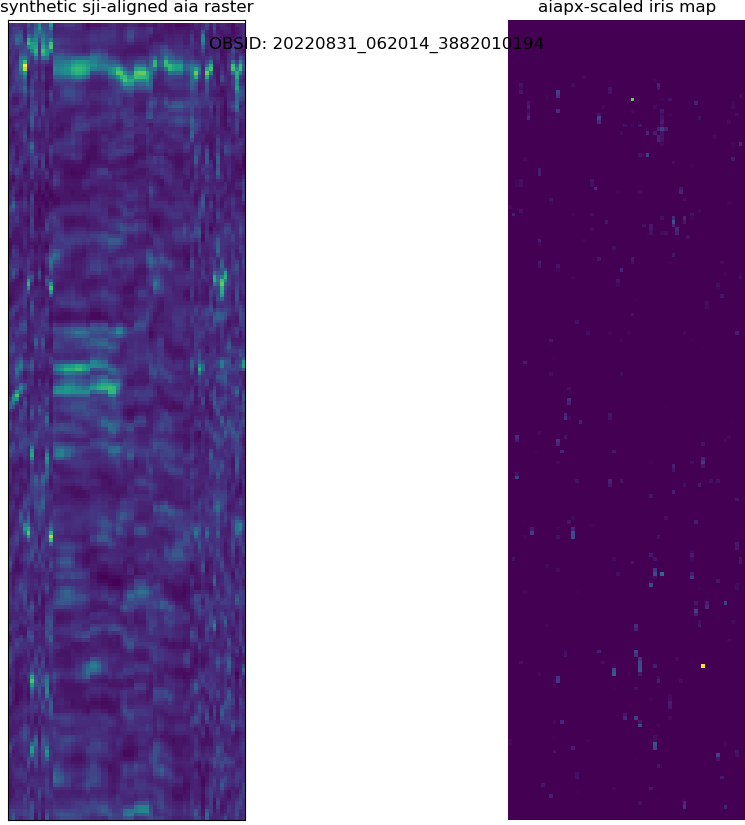 synthetic sji-aligned aia raster
aiapx-scaled iris map
OBSID: 20220831_062014_3882010194